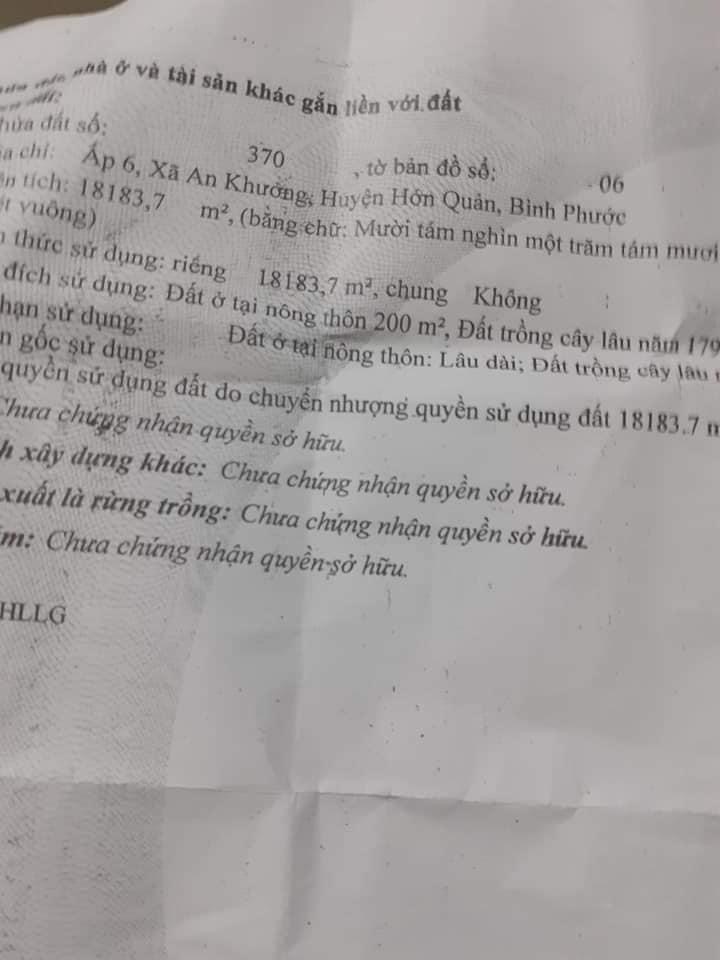 nhà ở và tài sản khác gắn liền với đất
hửa đất số: 370 , tờ bản đồ số: 06
a chỉ: Ấp 6, Xã An Khương, Huyện Hớn Quản, Bình Phước
ện tích: 18183,7 m², (bằng chữ: Mười tám nghìn một trăm tám mươi
ét vuông)
h thức sử dụng: riêng 18183,7 m², chung Không
đích sử dụng: Đất ở tại nông thôn 200 m², Đất trồng cây lâu năm 179
hạn sử dụng: Đất ở tại nông thôn: Lâu dài; Đất trồng cây lâu
n gốc sử dụng:
quyền sử dụng đất do chuyển nhượng quyền sử dụng đất 18183.7 m
Chưa chứng nhận quyền sở hữu.
h xây dựng khác: Chưa chứng nhận quyền sở hữu.
xuất là rừng trồng: Chưa chứng nhận quyền sở hữu.
ăm: Chưa chứng nhận quyền sở hữu.
HLLG